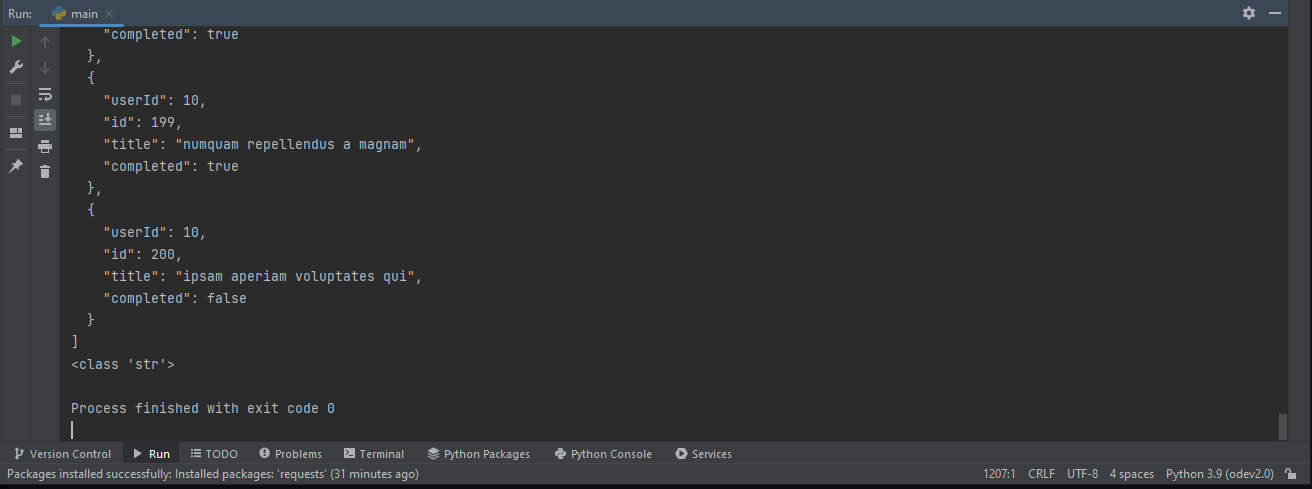 Run: main
"completed": true
},
{
"userId": 10,
"id": 199,
"title": "numquam repellendus a magnam",
"completed": true
},
{
"userId": 10,
"id": 200,
"title": "ipsam aperiam voluptates qui",
"completed": false
}
]
<class 'str'>
Process finished with exit code 0
Version Control Run TODO Problems Terminal Python Packages Python Console Services
Packages installed successfully: Installed packages: 'requests' (31 minutes ago) 1207:1 CRLF UTF-8 4 spaces Python 3.9 (odev2.0)